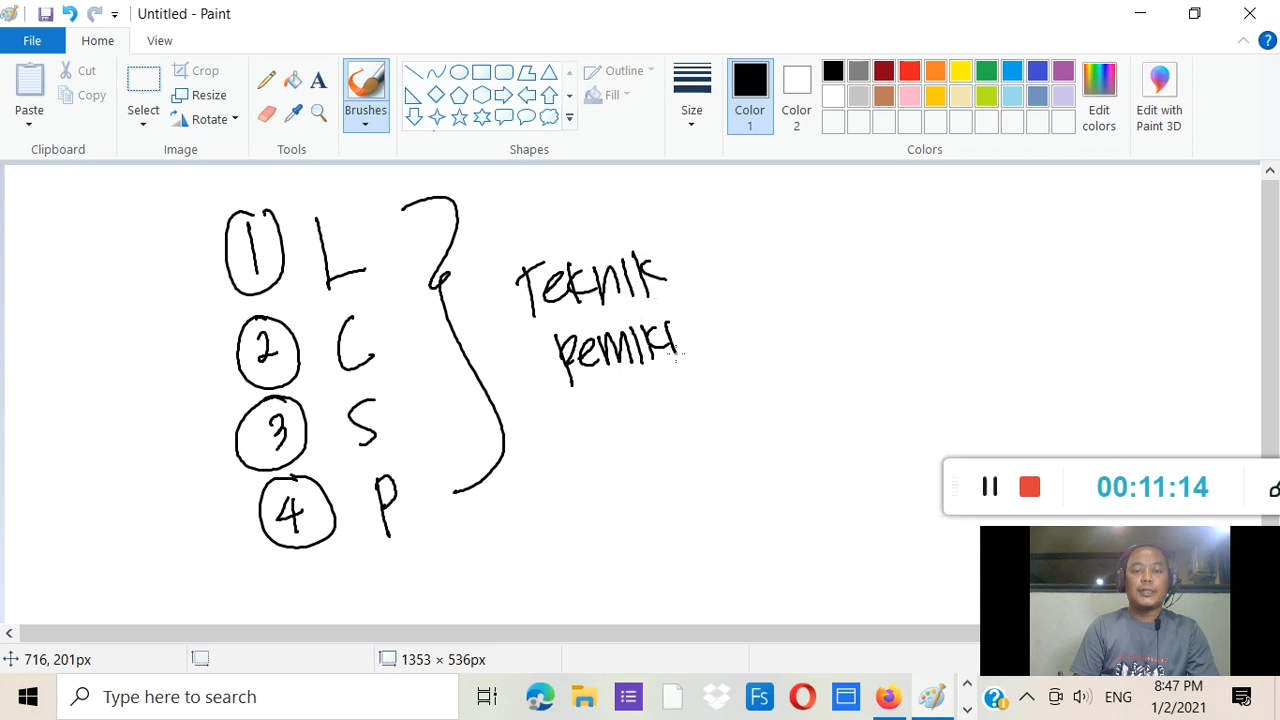 Untitled - Paint
File
Home
View
Paste
Cut
Copy
Clipboard
Select
Crop
Resize
Rotate
Image
A
Tools
Brushes
Outline
Fill
Shapes
Size
Color
1
Color
2
Edit
colors
Edit with
Paint 3D
Colors
1 L
2 C
3 S
4 P
Teknik
pemiki
00:11:14
716, 201px
1353 × 536px
Type here to search
Fs
ENG
8:47 PM
1/2/2021